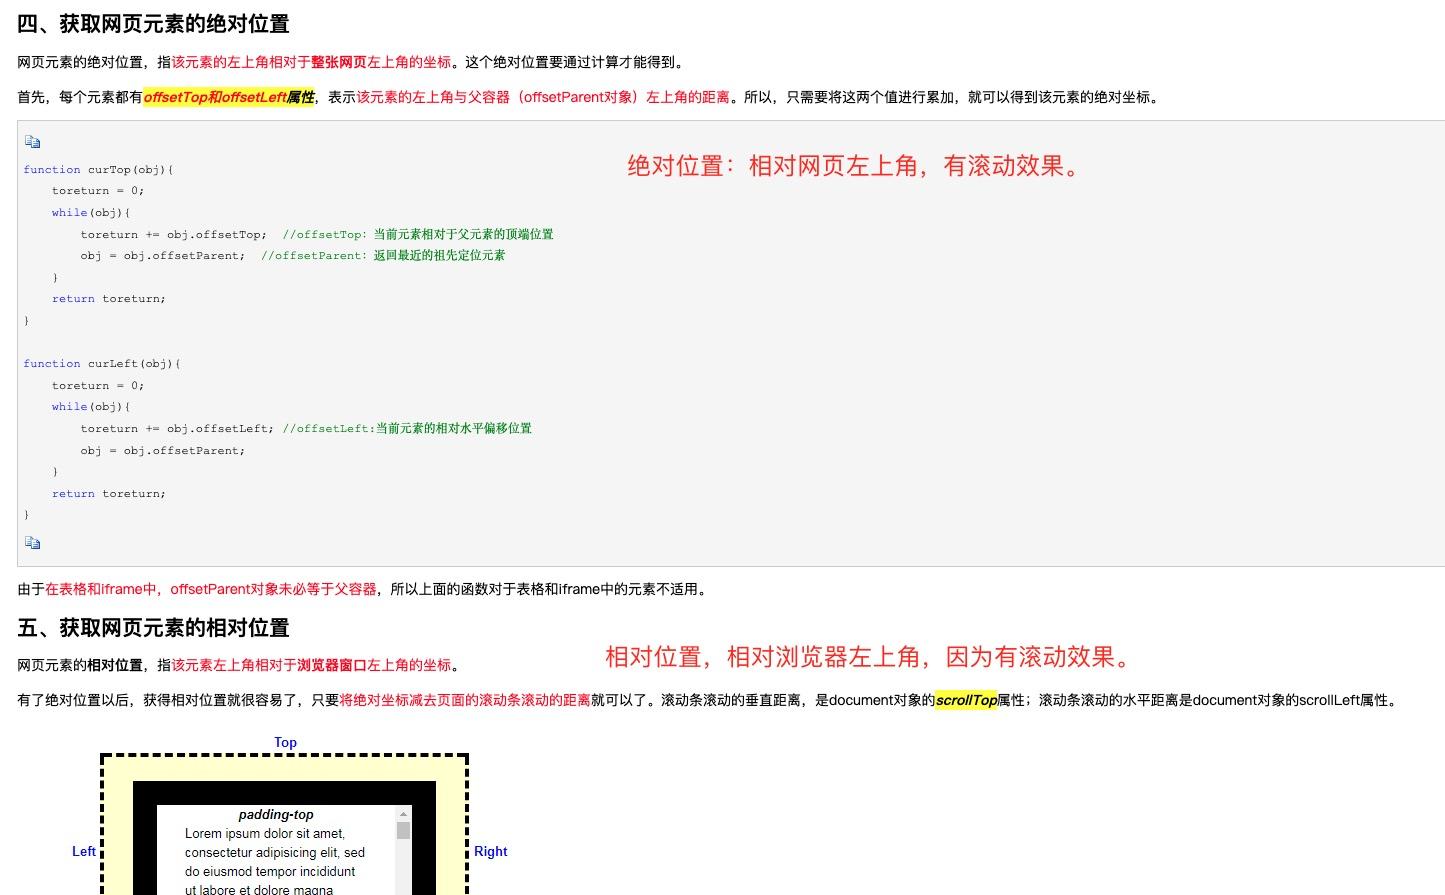 四、获取网页元素的绝对位置
网页元素的绝对位置，指该元素的左上角相对于整张网页左上角的坐标。这个绝对位置要通过计算才能得到。
首先，每个元素都有offsetTop和offsetLeft属性，表示该元素的左上角与父容器（offsetParent对象）左上角的距离。所以，只需要将这两个值进行累加，就可以得到该元素的绝对坐标。
绝对位置：相对网页左上角，有滚动效果。
function curTop(obj){
    toreturn = 0;
    while(obj){
        toreturn += obj.offsetTop;  //offsetTop：当前元素相对于父元素的顶端位置
        obj = obj.offsetParent;  //offsetParent：返回最近的祖先定位元素
    }
    return toreturn;
}
function curLeft(obj){
    toreturn = 0;
    while(obj){
        toreturn += obj.offsetLeft; //offsetLeft:当前元素的相对水平偏移位置
        obj = obj.offsetParent;
    }
    return toreturn;
}
由于在表格和iframe中，offsetParent对象未必等于父容器，所以上面的函数对于表格和iframe中的元素不适用。
五、获取网页元素的相对位置
相对位置，相对浏览器左上角，因为有滚动效果。
网页元素的相对位置，指该元素左上角相对于浏览器窗口左上角的坐标。
有了绝对位置以后，获得相对位置就很容易了，只要将绝对坐标减去页面的滚动条滚动的距离就可以了。滚动条滚动的垂直距离，是document对象的scrollTop属性；滚动条滚动的水平距离是document对象的scrollLeft属性。
Top
padding-top
Lorem ipsum dolor sit amet,
consectetur adipisicing elit, sed
Left
Right
do eiusmod tempor incididunt
ut labore et dolore magna